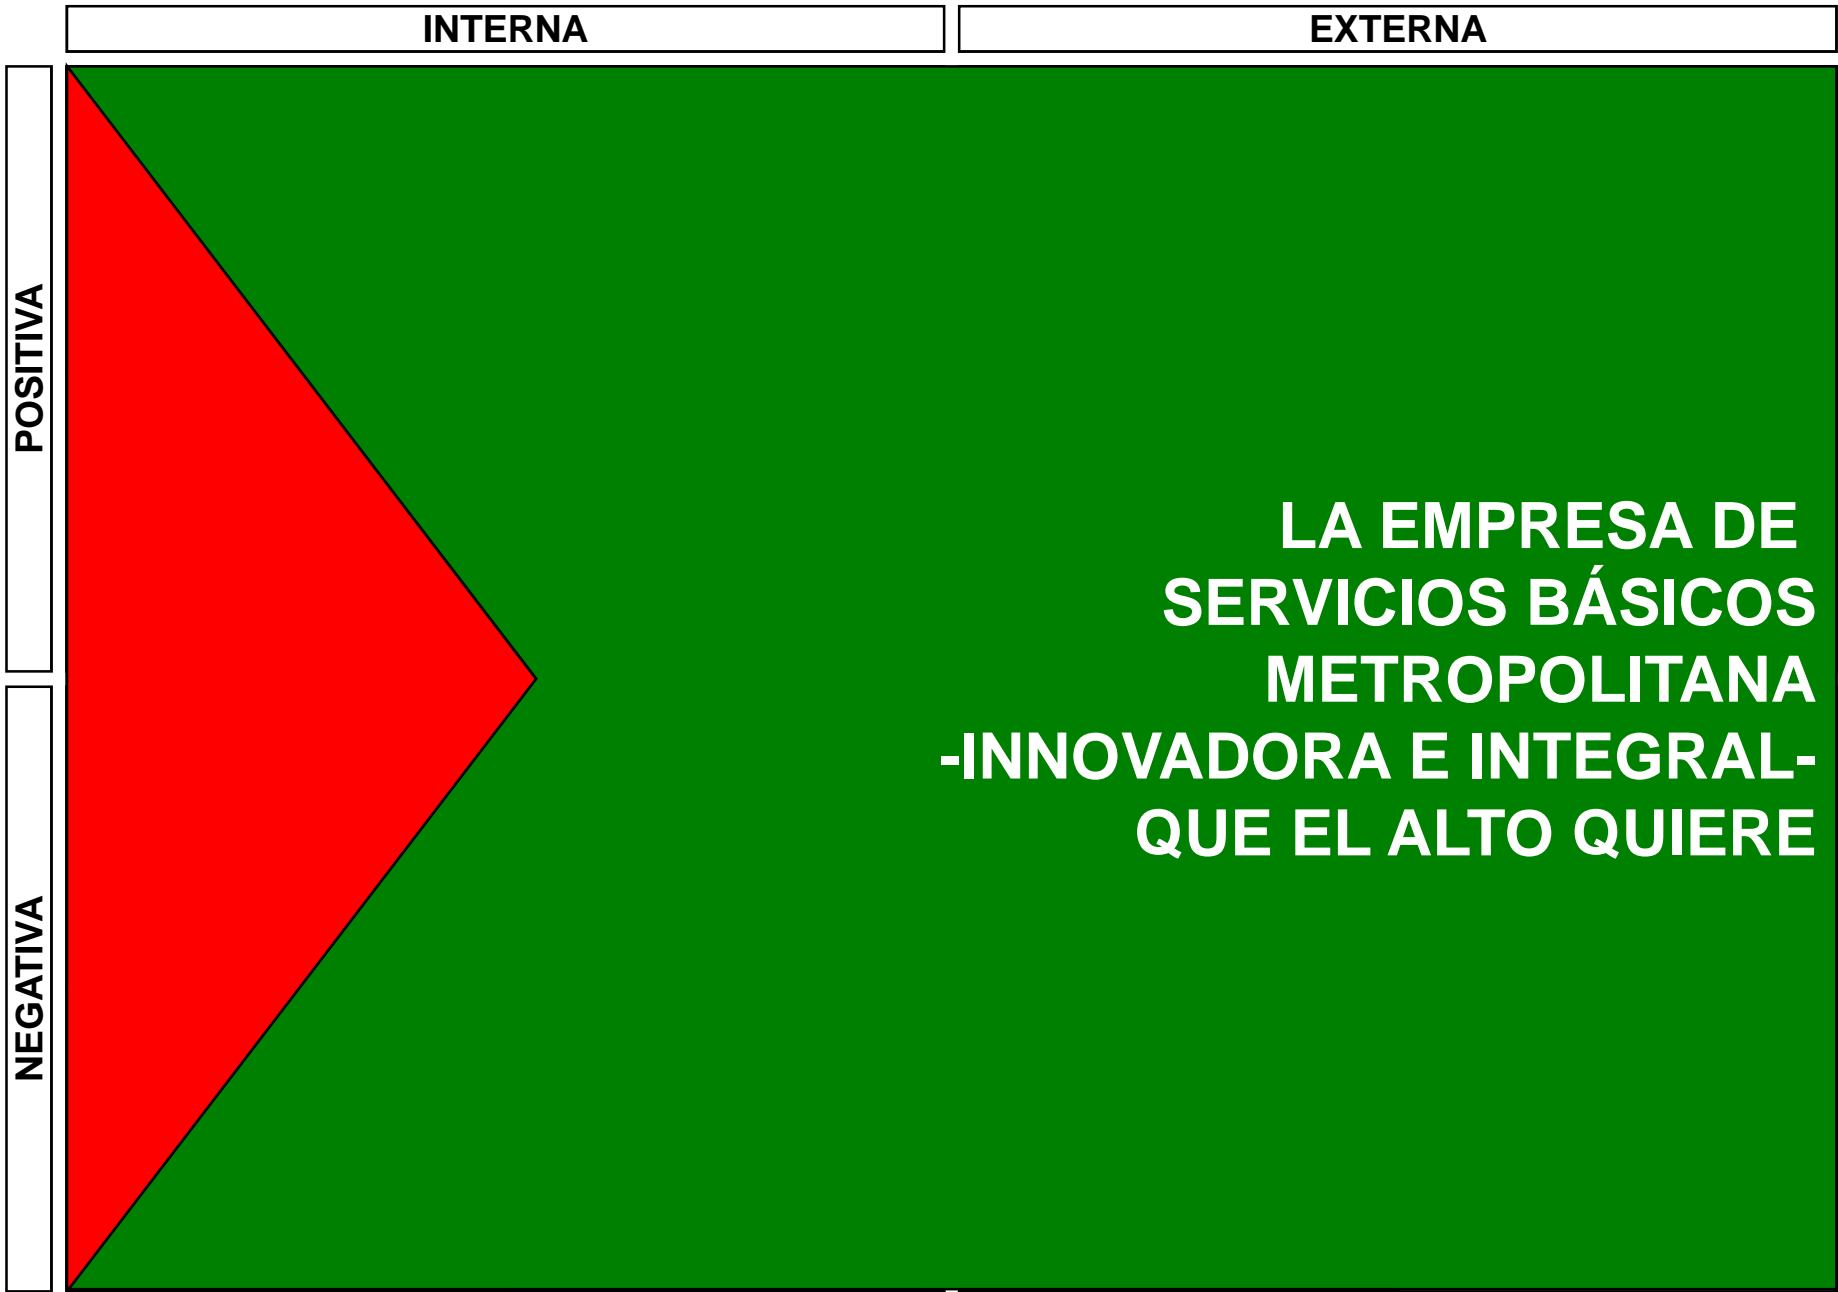 INTERNA
EXTERNA
POSITIVA
NEGATIVA
LA EMPRESA DE
SERVICIOS BÁSICOS
METROPOLITANA
-INNOVADORA E INTEGRAL-
QUE EL ALTO QUIERE